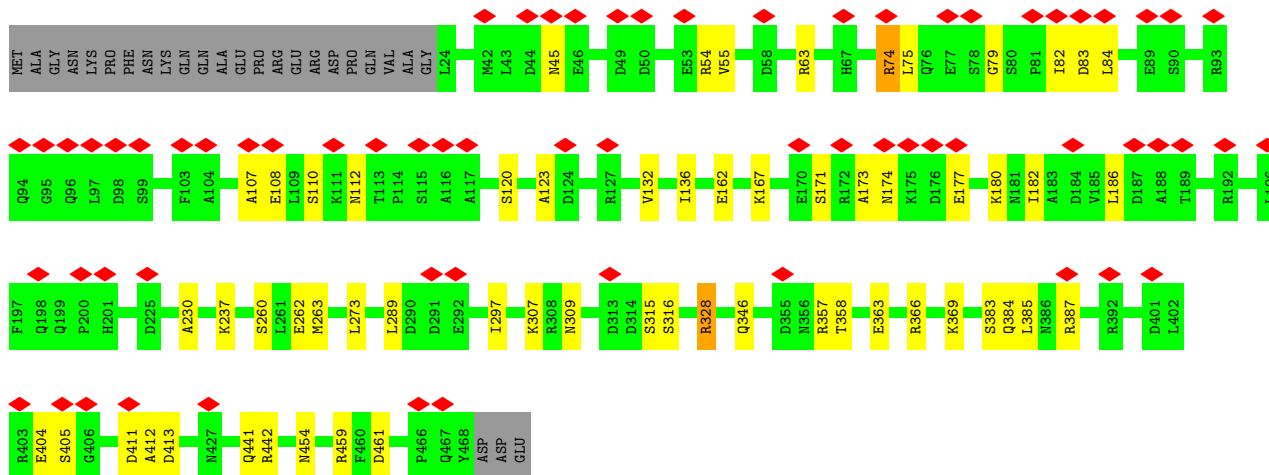 MET ALA GLY ASN LYS PRO PHE ASN LYS GLN GLN ALA GLU PRO ARG GLU ARG ASP PRO GLN VAL ALA GLY L24 M42 L43 D44 N45 E46 D49 D50 E53 R54 V55 D58 R63 H67 R74 L75 Q76 E77 S78 G79 S80 P81 I82 D83 L84 E89 S90 R93
Q94 G95 Q96 L97 D98 S99 F103 A104 A107 E108 L109 S110 K111 N112 T113 P114 S115 A116 A117 S120 A123 D124 R127 V132 I136 E162 K167 E170 S171 R172 A173 N174 K175 D176 E177 K180 N181 I182 A183 D184 V185 L186 D187 A188 T189 R192
F197 Q198 Q199 P200 H201 D225 A230 K237 S260 L261 E262 M263 L273 L289 D290 D291 E292 I297 K307 R308 N309 D313 D314 S315 S316 R328 Q346 D355 N356 R357 T358 E363 R366 K369 S383 Q384 L385 N386 R387 R392 D401 L402
R403 E404 S405 G406 D411 A412 D413 N427 Q441 R442 N454 R459 F460 D461 P466 Q467 Y468 ASP ASP GLU